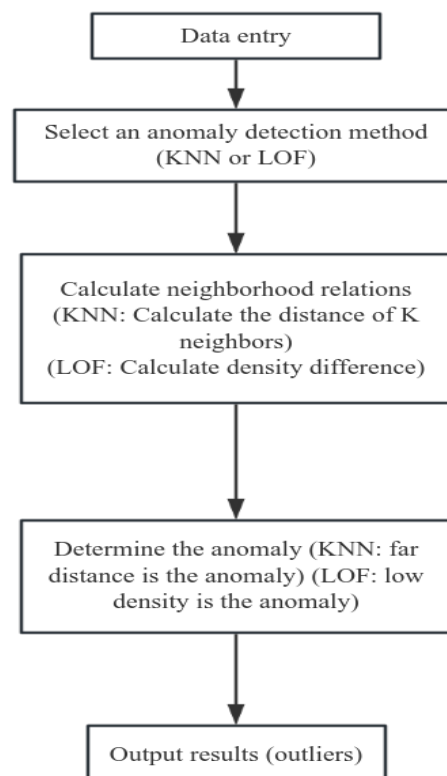 Data entry
Select an anomaly detection method
(KNN or LOF)
Calculate neighborhood relations
(KNN: Calculate the distance of K
neighbors)
(LOF: Calculate density difference)
Determine the anomaly (KNN: far
distance is the anomaly) (LOF: low
density is the anomaly)
Output results (outliers)